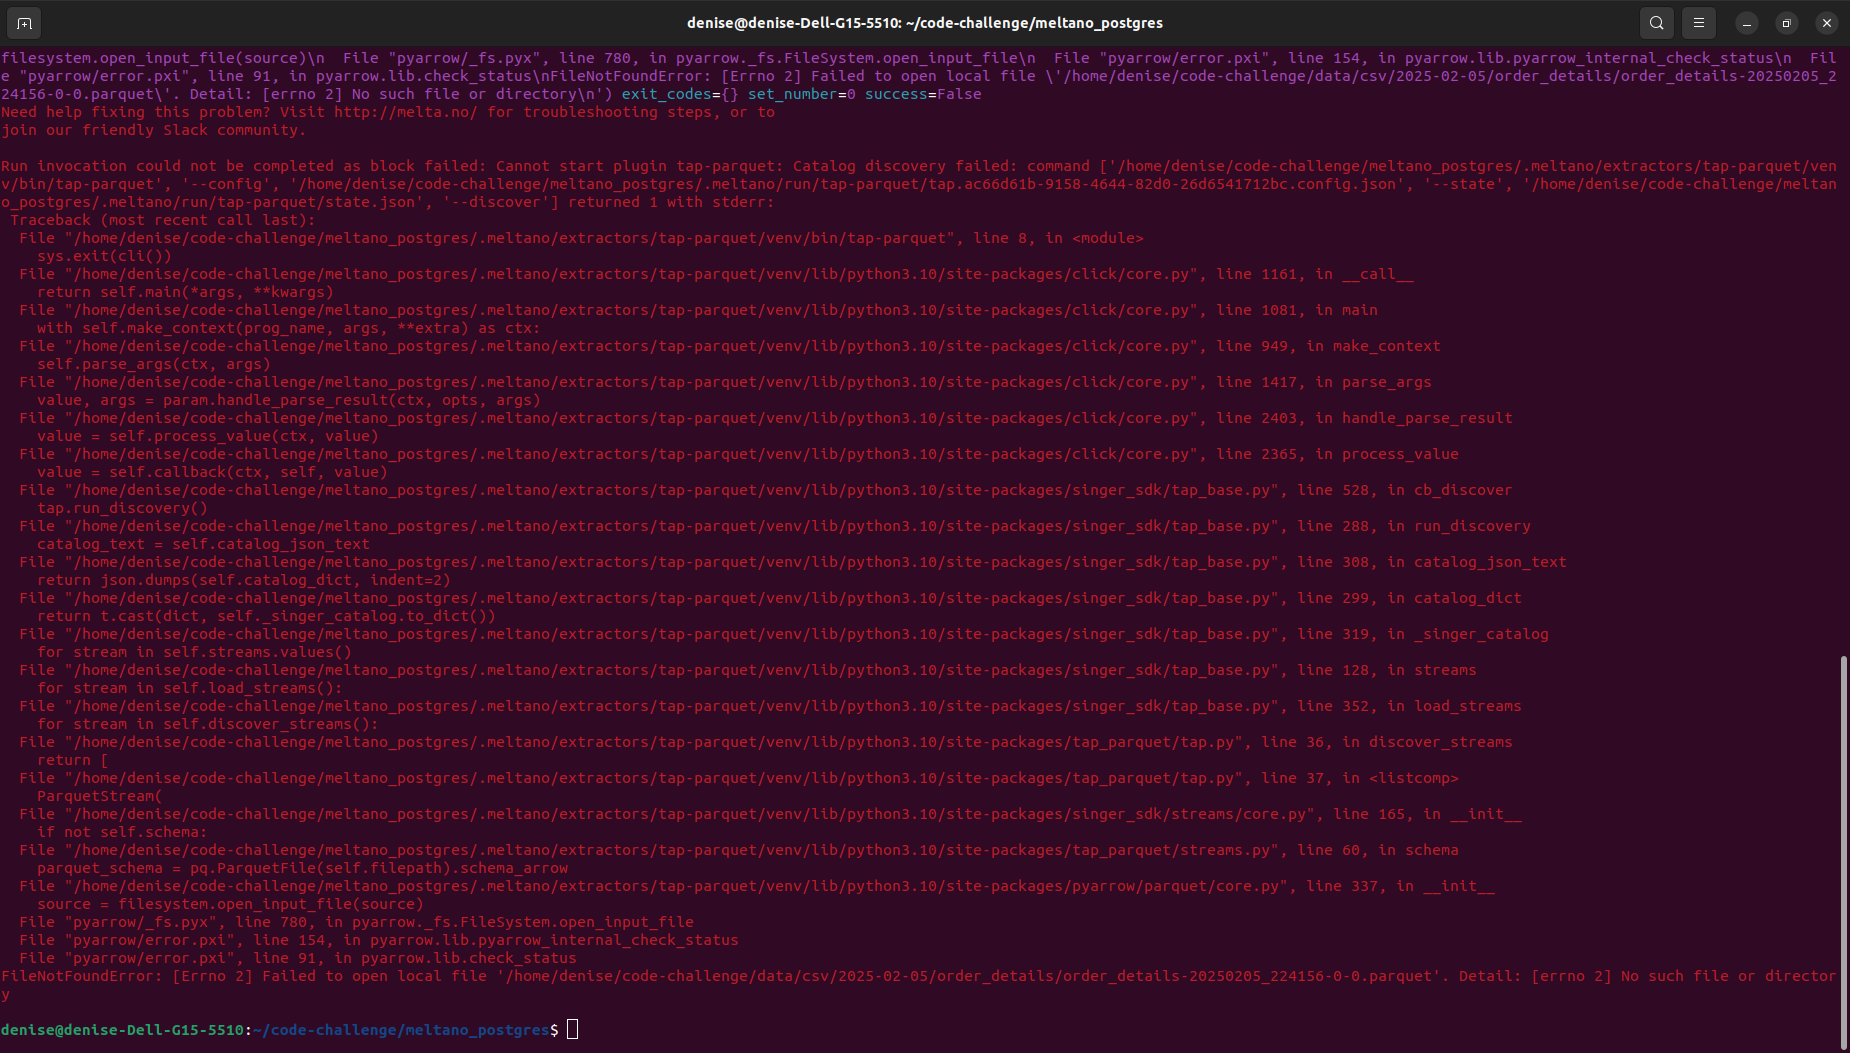 denise@denise-Dell-G15-5510: ~/code-challenge/meltano_postgres
filesystem.open_input_file(source)\n  File "pyarrow/_fs.pyx", line 780, in pyarrow._fs.FileSystem.open_input_file\n  File "pyarrow/error.pxi", line 154, in pyarrow.lib.pyarrow_internal_check_status\n  Fil
e "pyarrow/error.pxi", line 91, in pyarrow.lib.check_status\nFileNotFoundError: [Errno 2] Failed to open local file \'/home/denise/code-challenge/data/csv/2025-02-05/order_details/order_details-20250205_2
24156-0-0.parquet\'. Detail: [errno 2] No such file or directory\n') exit_codes={} set_number=0 success=False
Need help fixing this problem? Visit http://melta.no/ for troubleshooting steps, or to
join our friendly Slack community.

Run invocation could not be completed as block failed: Cannot start plugin tap-parquet: Catalog discovery failed: command ['/home/denise/code-challenge/meltano_postgres/.meltano/extractors/tap-parquet/ven
v/bin/tap-parquet', '--config', '/home/denise/code-challenge/meltano_postgres/.meltano/run/tap-parquet/tap.ac66d61b-9158-4644-82d0-26d6541712bc.config.json', '--state', '/home/denise/code-challenge/meltan
o_postgres/.meltano/run/tap-parquet/state.json', '--discover'] returned 1 with stderr:
 Traceback (most recent call last):
  File "/home/denise/code-challenge/meltano_postgres/.meltano/extractors/tap-parquet/venv/bin/tap-parquet", line 8, in <module>
    sys.exit(cli())
  File "/home/denise/code-challenge/meltano_postgres/.meltano/extractors/tap-parquet/venv/lib/python3.10/site-packages/click/core.py", line 1161, in __call__
    return self.main(*args, **kwargs)
  File "/home/denise/code-challenge/meltano_postgres/.meltano/extractors/tap-parquet/venv/lib/python3.10/site-packages/click/core.py", line 1081, in main
    with self.make_context(prog_name, args, **extra) as ctx:
  File "/home/denise/code-challenge/meltano_postgres/.meltano/extractors/tap-parquet/venv/lib/python3.10/site-packages/click/core.py", line 949, in make_context
    self.parse_args(ctx, args)
  File "/home/denise/code-challenge/meltano_postgres/.meltano/extractors/tap-parquet/venv/lib/python3.10/site-packages/click/core.py", line 1417, in parse_args
    value, args = param.handle_parse_result(ctx, opts, args)
  File "/home/denise/code-challenge/meltano_postgres/.meltano/extractors/tap-parquet/venv/lib/python3.10/site-packages/click/core.py", line 2403, in handle_parse_result
    value = self.process_value(ctx, value)
  File "/home/denise/code-challenge/meltano_postgres/.meltano/extractors/tap-parquet/venv/lib/python3.10/site-packages/click/core.py", line 2365, in process_value
    value = self.callback(ctx, self, value)
  File "/home/denise/code-challenge/meltano_postgres/.meltano/extractors/tap-parquet/venv/lib/python3.10/site-packages/singer_sdk/tap_base.py", line 528, in cb_discover
    tap.run_discovery()
  File "/home/denise/code-challenge/meltano_postgres/.meltano/extractors/tap-parquet/venv/lib/python3.10/site-packages/singer_sdk/tap_base.py", line 288, in run_discovery
    catalog_text = self.catalog_json_text
  File "/home/denise/code-challenge/meltano_postgres/.meltano/extractors/tap-parquet/venv/lib/python3.10/site-packages/singer_sdk/tap_base.py", line 308, in catalog_json_text
    return json.dumps(self.catalog_dict, indent=2)
  File "/home/denise/code-challenge/meltano_postgres/.meltano/extractors/tap-parquet/venv/lib/python3.10/site-packages/singer_sdk/tap_base.py", line 299, in catalog_dict
    return t.cast(dict, self._singer_catalog.to_dict())
  File "/home/denise/code-challenge/meltano_postgres/.meltano/extractors/tap-parquet/venv/lib/python3.10/site-packages/singer_sdk/tap_base.py", line 319, in _singer_catalog
    for stream in self.streams.values()
  File "/home/denise/code-challenge/meltano_postgres/.meltano/extractors/tap-parquet/venv/lib/python3.10/site-packages/singer_sdk/tap_base.py", line 128, in streams
    for stream in self.load_streams():
  File "/home/denise/code-challenge/meltano_postgres/.meltano/extractors/tap-parquet/venv/lib/python3.10/site-packages/singer_sdk/tap_base.py", line 352, in load_streams
    for stream in self.discover_streams():
  File "/home/denise/code-challenge/meltano_postgres/.meltano/extractors/tap-parquet/venv/lib/python3.10/site-packages/tap_parquet/tap.py", line 36, in discover_streams
    return [
  File "/home/denise/code-challenge/meltano_postgres/.meltano/extractors/tap-parquet/venv/lib/python3.10/site-packages/tap_parquet/tap.py", line 37, in <listcomp>
    ParquetStream(
  File "/home/denise/code-challenge/meltano_postgres/.meltano/extractors/tap-parquet/venv/lib/python3.10/site-packages/singer_sdk/streams/core.py", line 165, in __init__
    if not self.schema:
  File "/home/denise/code-challenge/meltano_postgres/.meltano/extractors/tap-parquet/venv/lib/python3.10/site-packages/tap_parquet/streams.py", line 60, in schema
    parquet_schema = pq.ParquetFile(self.filepath).schema_arrow
  File "/home/denise/code-challenge/meltano_postgres/.meltano/extractors/tap-parquet/venv/lib/python3.10/site-packages/pyarrow/parquet/core.py", line 337, in __init__
    source = filesystem.open_input_file(source)
  File "pyarrow/_fs.pyx", line 780, in pyarrow._fs.FileSystem.open_input_file
  File "pyarrow/error.pxi", line 154, in pyarrow.lib.pyarrow_internal_check_status
  File "pyarrow/error.pxi", line 91, in pyarrow.lib.check_status
FileNotFoundError: [Errno 2] Failed to open local file '/home/denise/code-challenge/data/csv/2025-02-05/order_details/order_details-20250205_224156-0-0.parquet'. Detail: [errno 2] No such file or director
y

denise@denise-Dell-G15-5510:~/code-challenge/meltano_postgres$